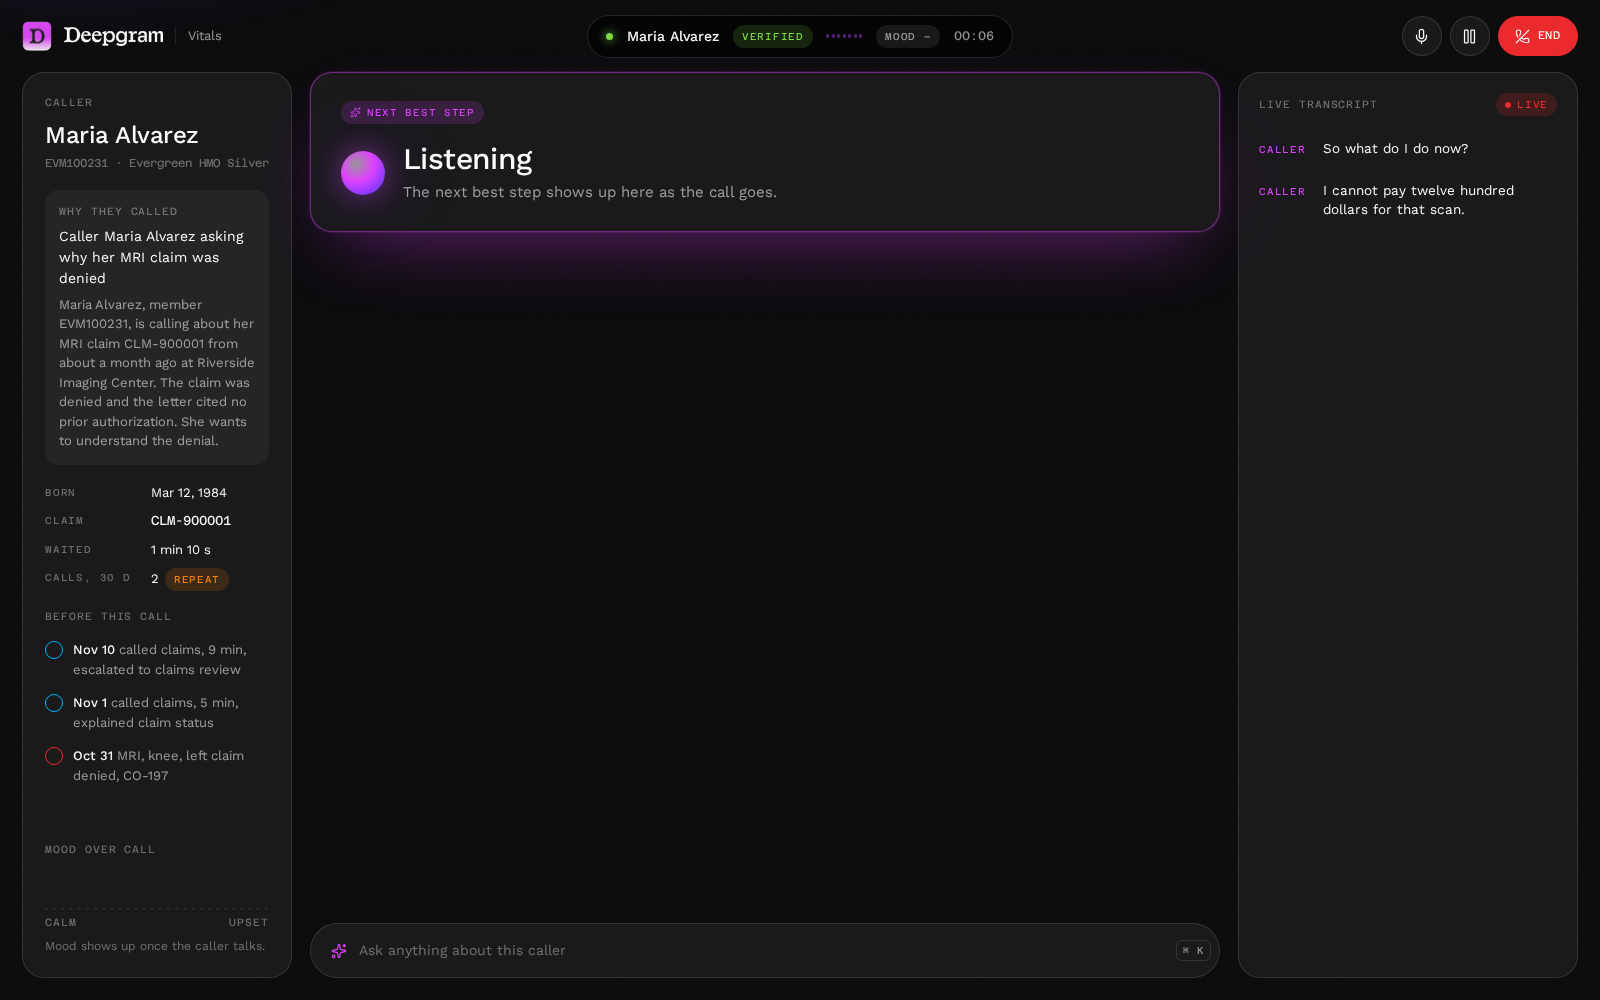 D Deepgram Vitals
Maria Alvarez VERIFIED MOOD – 00:06
END
CALLER
Maria Alvarez
EVM100231 · Evergreen HMO Silver
WHY THEY CALLED
Caller Maria Alvarez asking
why her MRI claim was
denied
Maria Alvarez, member
EVM100231, is calling about her
MRI claim CLM-900001 from
about a month ago at Riverside
Imaging Center. The claim was
denied and the letter cited no
prior authorization. She wants
to understand the denial.
BORN Mar 12, 1984
CLAIM CLM-900001
WAITED 1 min 10 s
CALLS, 30 D 2 REPEAT
BEFORE THIS CALL
Nov 10 called claims, 9 min,
escalated to claims review
Nov 1 called claims, 5 min,
explained claim status
Oct 31 MRI, knee, left claim
denied, CO-197
MOOD OVER CALL
CALM UPSET
Mood shows up once the caller talks.
NEXT BEST STEP
Listening
The next best step shows up here as the call goes.
Ask anything about this caller ⌘ K
LIVE TRANSCRIPT LIVE
CALLER So what do I do now?
CALLER I cannot pay twelve hundred
dollars for that scan.